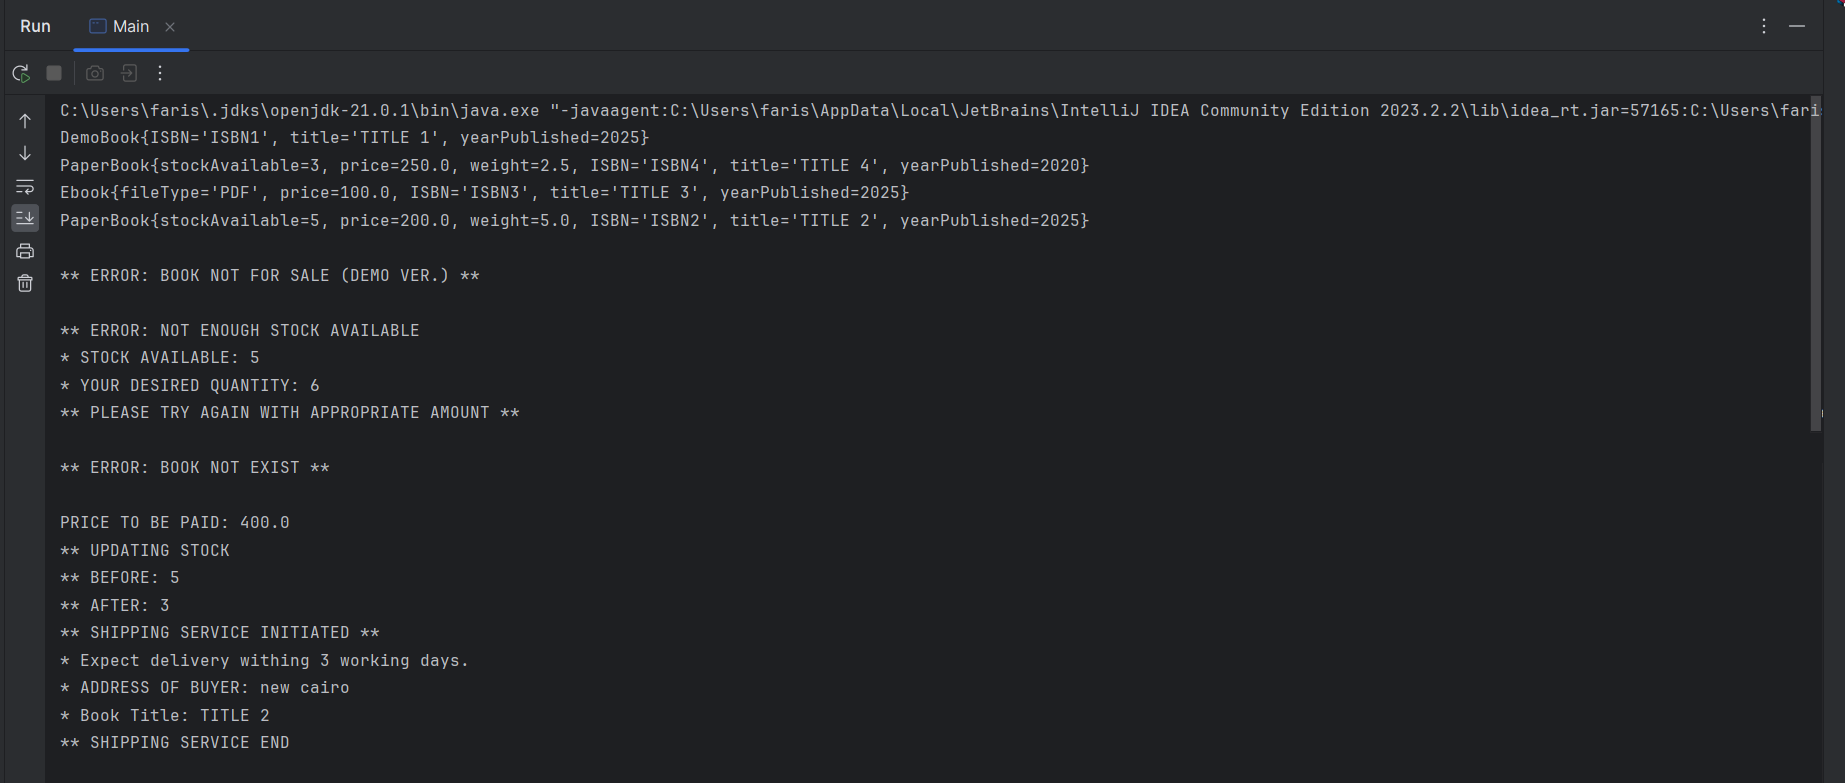 Run
Main
C:\Users\faris\.jdks\openjdk-21.0.1\bin\java.exe "-javaagent:C:\Users\faris\AppData\Local\JetBrains\IntelliJ IDEA Community Edition 2023.2.2\lib\idea_rt.jar=57165:C:\Users\faris
DemoBook{ISBN='ISBN1', title='TITLE 1', yearPublished=2025}
PaperBook{stockAvailable=3, price=250.0, weight=2.5, ISBN='ISBN4', title='TITLE 4', yearPublished=2020}
Ebook{fileType='PDF', price=100.0, ISBN='ISBN3', title='TITLE 3', yearPublished=2025}
PaperBook{stockAvailable=5, price=200.0, weight=5.0, ISBN='ISBN2', title='TITLE 2', yearPublished=2025}
** ERROR: BOOK NOT FOR SALE (DEMO VER.) **
** ERROR: NOT ENOUGH STOCK AVAILABLE
* STOCK AVAILABLE: 5
* YOUR DESIRED QUANTITY: 6
** PLEASE TRY AGAIN WITH APPROPRIATE AMOUNT **
** ERROR: BOOK NOT EXIST **
PRICE TO BE PAID: 400.0
** UPDATING STOCK
** BEFORE: 5
** AFTER: 3
** SHIPPING SERVICE INITIATED **
* Expect delivery withing 3 working days.
* ADDRESS OF BUYER: new cairo
* Book Title: TITLE 2
** SHIPPING SERVICE END